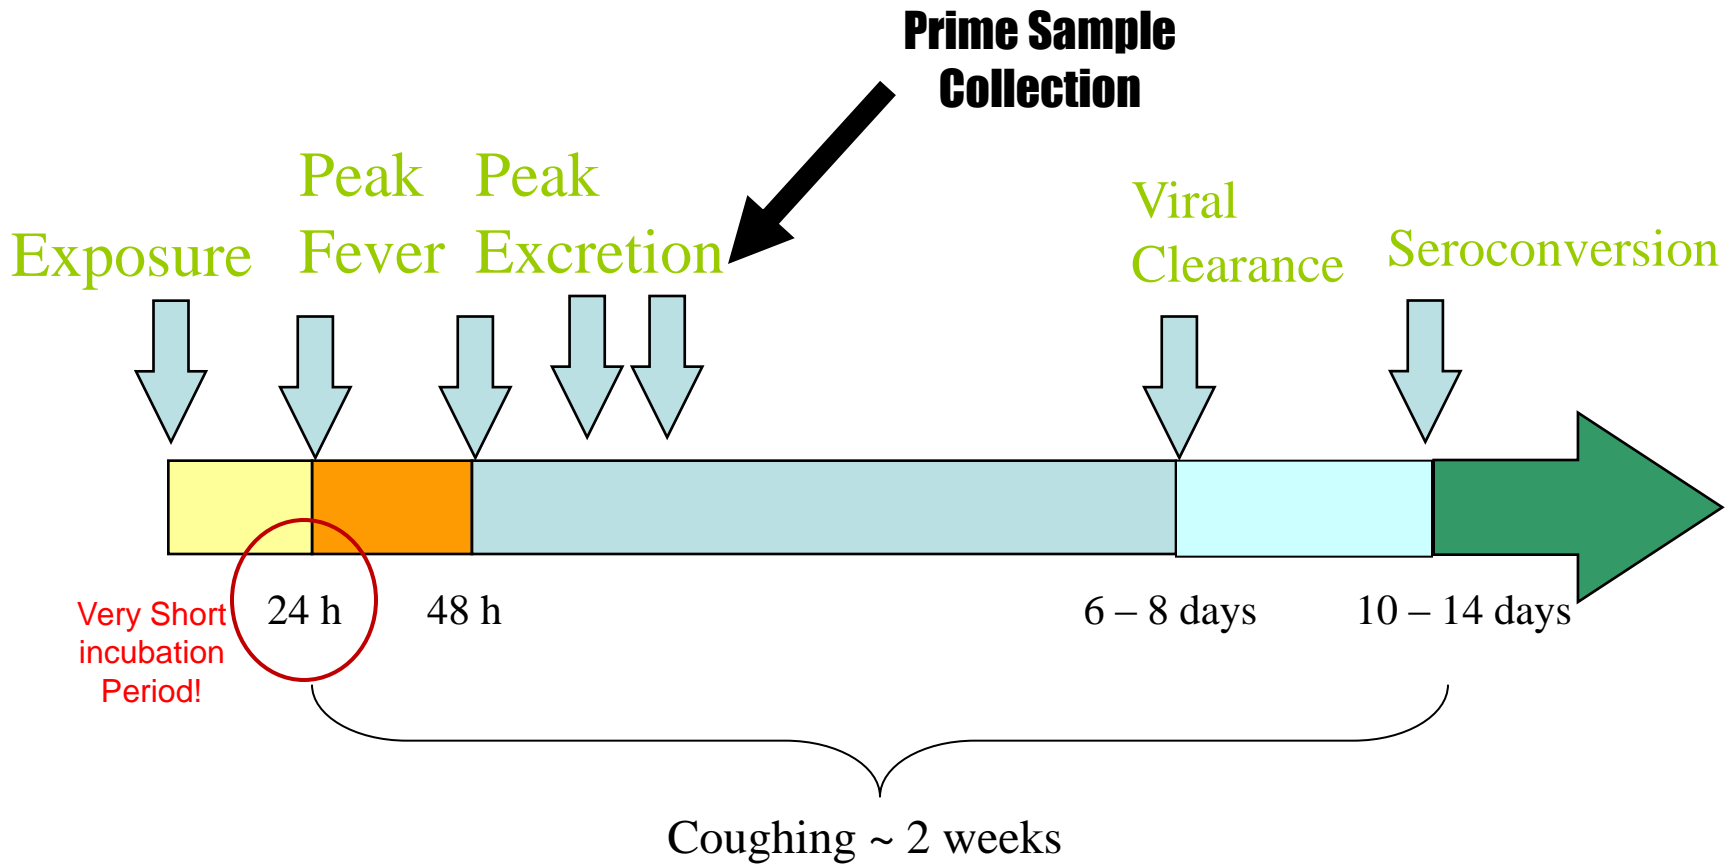 Prime Sample
Collection
Exposure
Peak
Fever
Peak
Excretion
Viral
Clearance
Seroconversion
Very Short
incubation
Period!
24 h
48 h
6 – 8 days
10 – 14 days
Coughing ~ 2 weeks